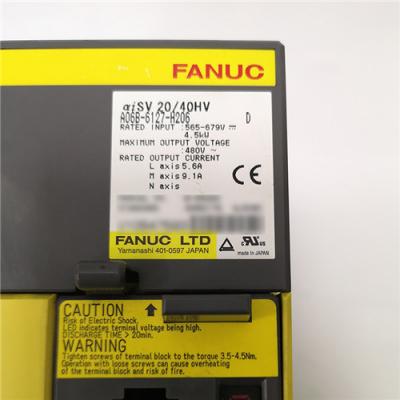 FANUC
αiSV 20/40HV
A06B-6127-H206 D
RATED INPUT :565-679V
4.5kW
MAXIMUM OUTPUT VOLTAGE
:480V ~
RATED OUTPUT CURRENT
L axis 5.6A
M axis 9.1A
N axis
FANUC LTD
Yamanashi 401-0597 JAPAN
made in JAPAN
CAUTION
Risk of Electric Shock.
LED indicates terminal voltage being high.
DISCHARGE TIME > 20min.
WARNING
Tighten screws of terminal block to the torque 3.5-4.5Nm.
Operation with loose screws can cause overheating
of the terminal block and fire risk.